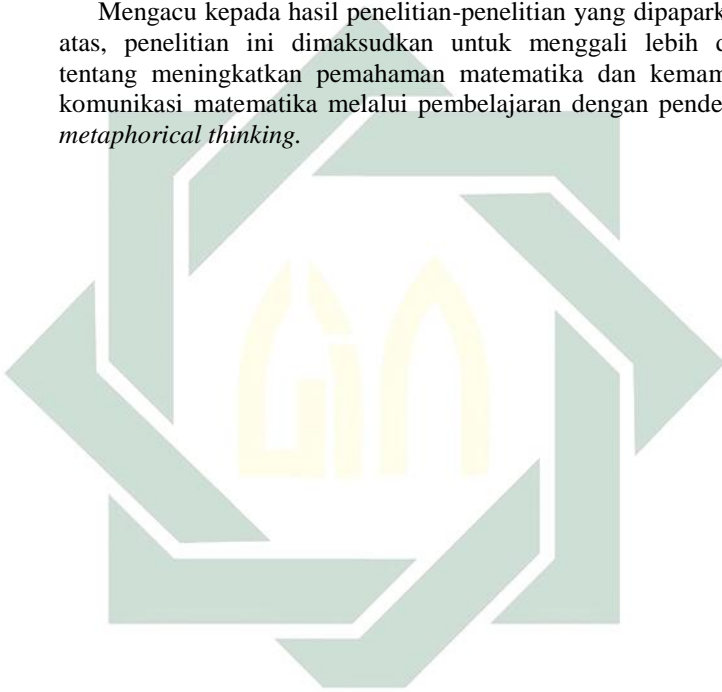 Mengacu kepada hasil penelitian-penelitian yang dipapark
atas, penelitian ini dimaksudkan untuk menggali lebih d
tentang meningkatkan pemahaman matematika dan kemam
komunikasi matematika melalui pembelajaran dengan pende
metaphorical thinking.